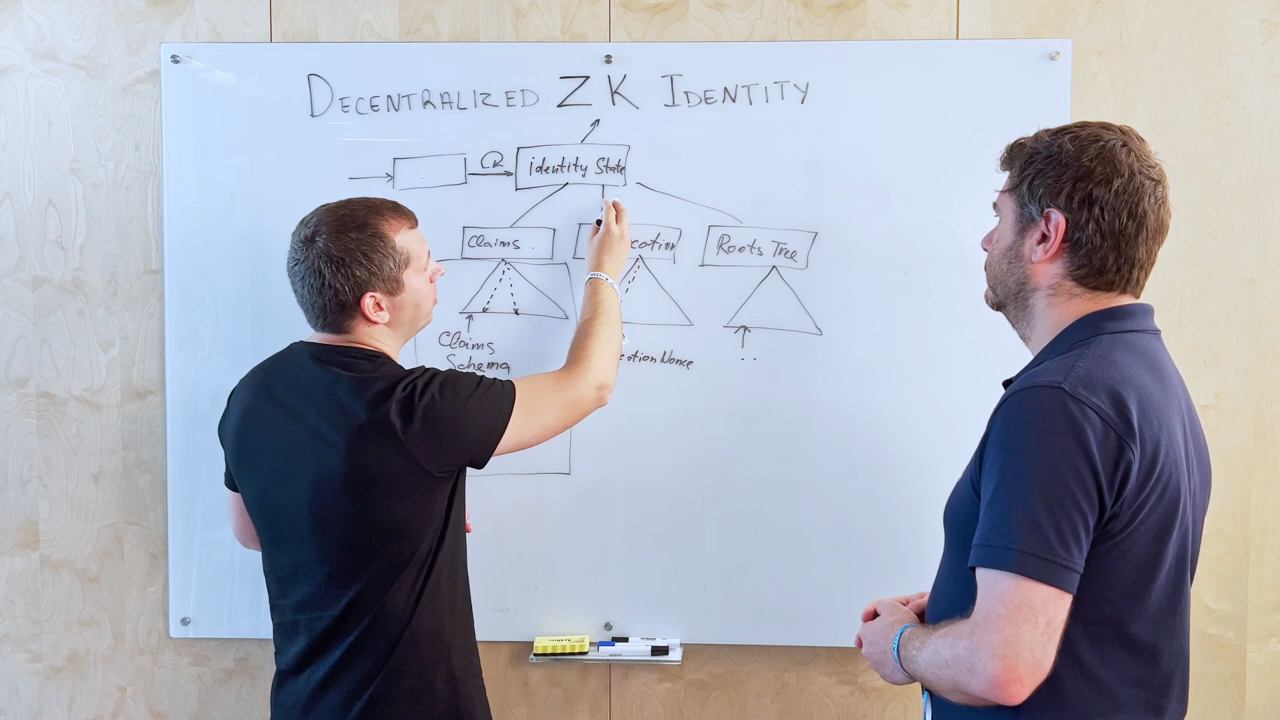 DECENTRALIZED ZK IDENTITY
identity State
Claims
Roots Tree
Claims
Schema
Nonce